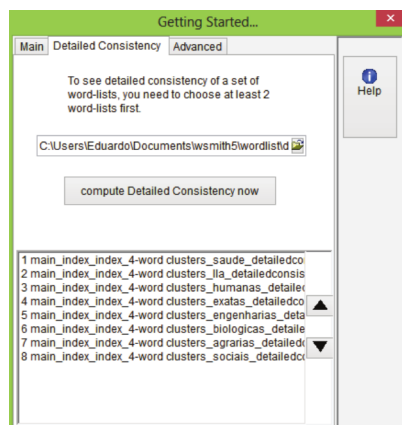 Getting Started...
Main Detailed Consistency Advanced
To see detailed consistency of a set of
word-lists, you need to choose at least 2
word-lists first.
Help
C:\Users\Eduardo\Documents\wsmith5\wordlist\d
compute Detailed Consistency now
1 main_index_index_4-word clusters_saude_detailedco
2 main_index_index_4-word clusters_lla_detailedconsis
3 main_index_index_4-word clusters_humanas_detailed
4 main_index_index_4-word clusters_exatas_detailedco
5 main_index_index_4-word clusters_engenharias_deta
6 main_index_index_4-word clusters_biologicas_detaile
7 main_index_index_4-word clusters_agrarias_detailed
8 main_index_index_4-word clusters_sociais_detailedco